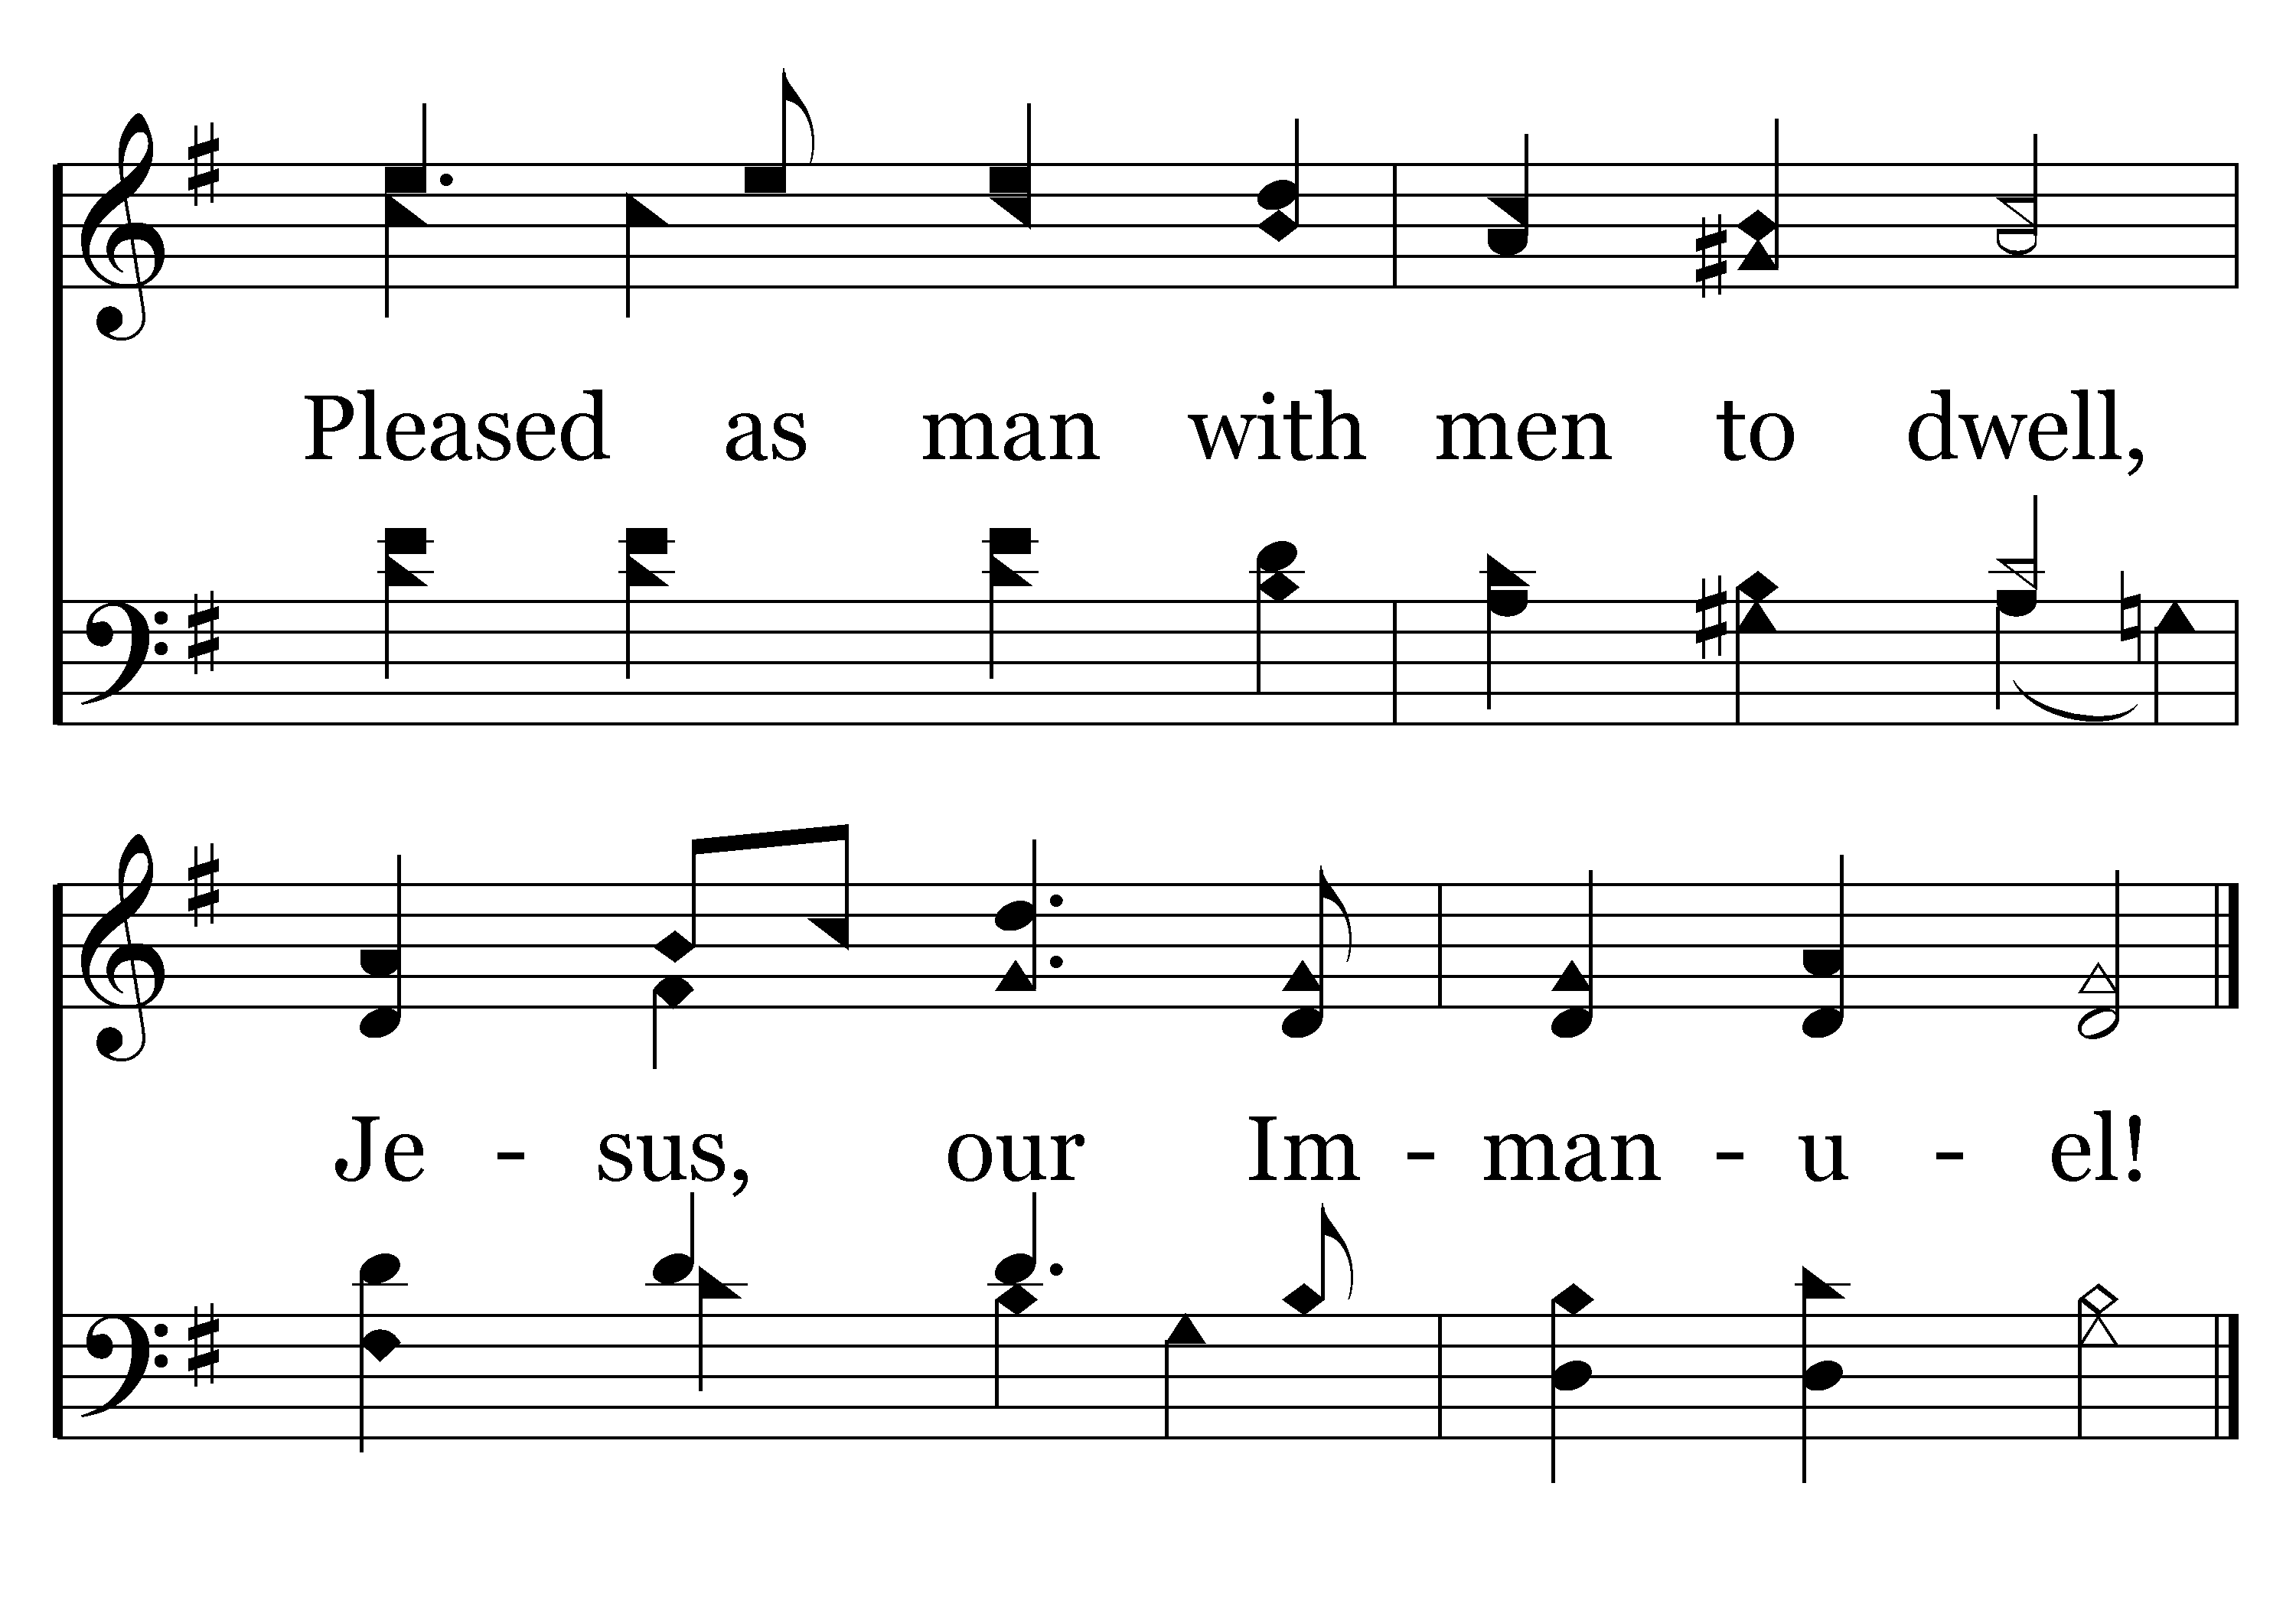 Pleased as man with men to dwell,
Je - sus, our Im - man - u - el!